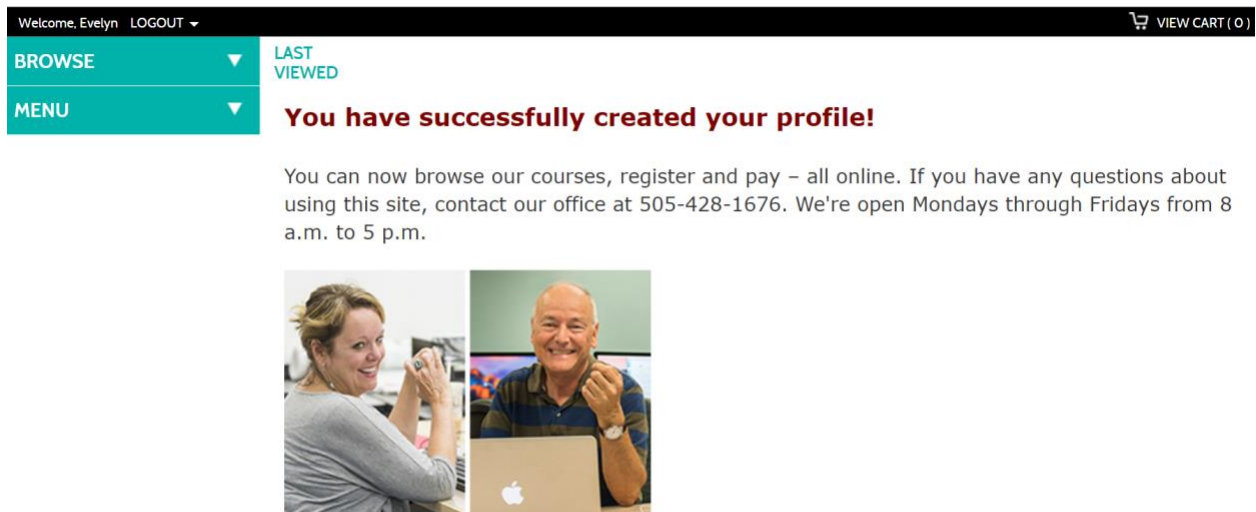 Welcome, Evelyn LOGOUT
VIEW CART ( 0 )
BROWSE
MENU
LAST
VIEWED
You have successfully created your profile!
You can now browse our courses, register and pay – all online. If you have any questions about
using this site, contact our office at 505-428-1676. We're open Mondays through Fridays from 8
a.m. to 5 p.m.